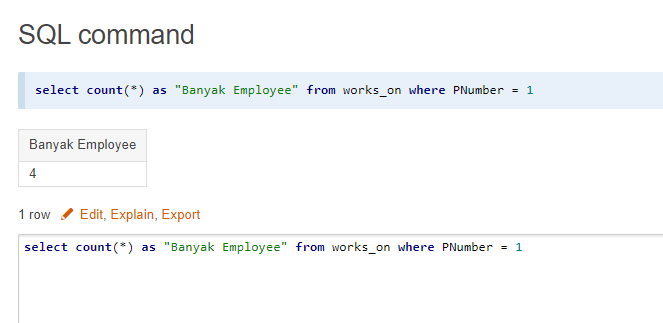 SQL command
select count(*) as "Banyak Employee" from works_on where PNumber = 1
Banyak Employee
4
1 row Edit, Explain, Export
select count(*) as "Banyak Employee" from works_on where PNumber = 1